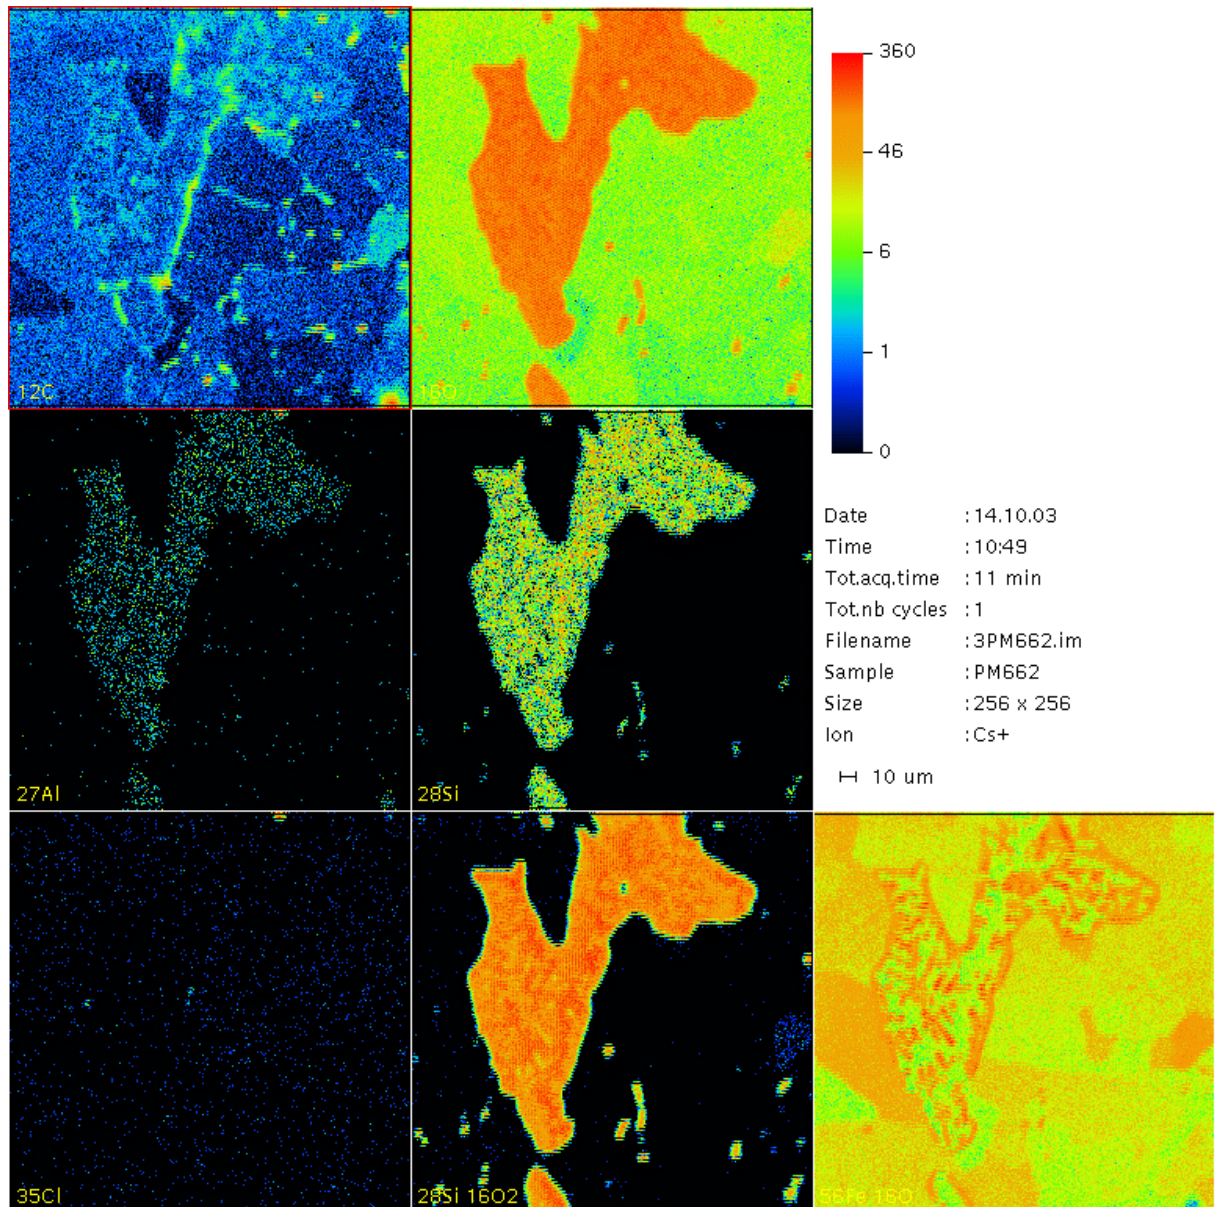 12C
16O
360
46
6
1
0
27Al
28Si
Date :14.10.03
Time :10:49
Tot.acq.time :11 min
Tot.nb cycles :1
Filename :3PM662.im
Sample :PM662
Size :256 x 256
Ion :Cs+
10 um
35Cl
28Si 16O2
56Fe 16O